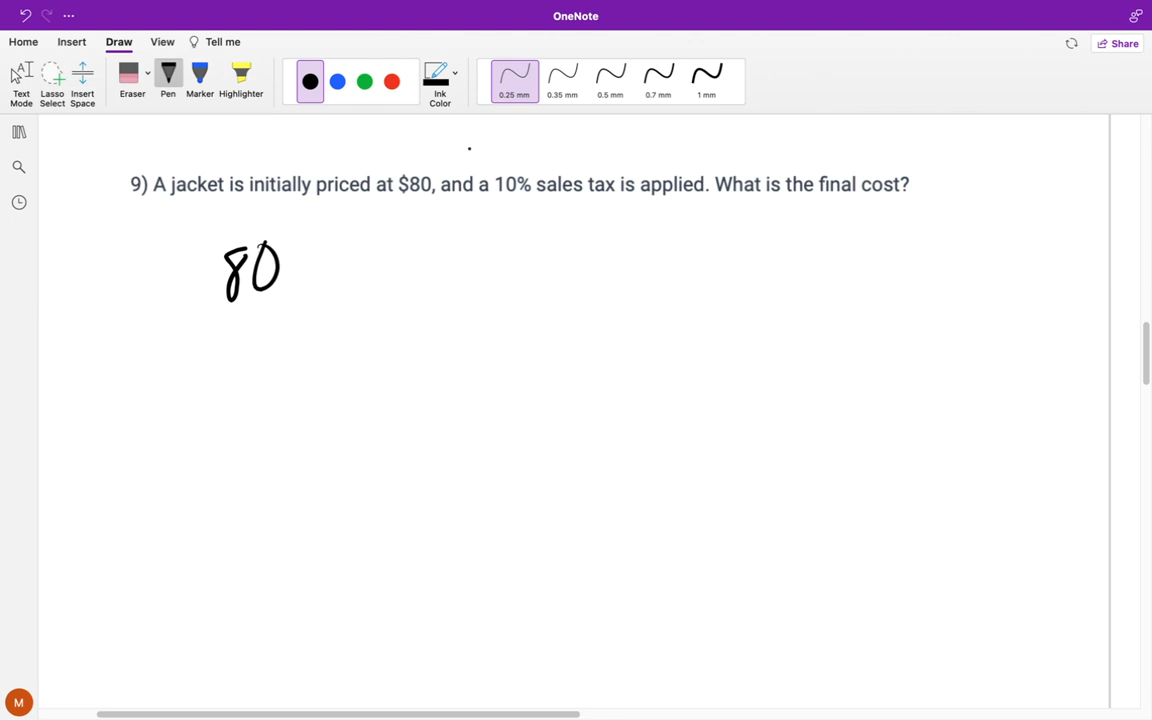 OneNote
Home Insert Draw View Tell me
Share
Text Mode
Lasso Select
Insert Space
Eraser
Pen
Marker
Highlighter
Ink Color
0.25 mm
0.35 mm
0.5 mm
0.7 mm
1 mm
9) A jacket is initially priced at $80, and a 10% sales tax is applied. What is the final cost?
80
M